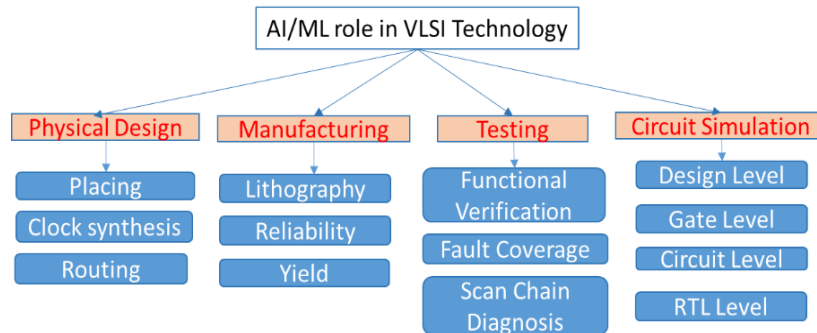 AI/ML role in VLSI Technology
Physical Design
Manufacturing
Testing
Circuit Simulation
Placing
Clock synthesis
Routing
Lithography
Reliability
Yield
Functional
Verification
Fault Coverage
Scan Chain
Diagnosis
Design Level
Gate Level
Circuit Level
RTL Level